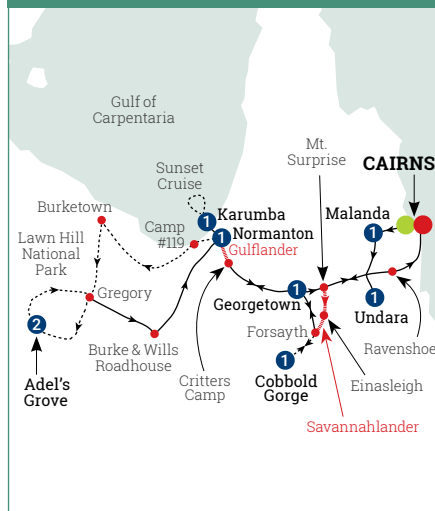 Gulf of
Carpentaria
Mt.
Surprise
CAIRNS
Sunset
Cruise
Burketown
Karumba
Malanda
1
1
Camp
#119
Normanton
1
Gulflander
Lawn Hill
National
Park
Gregory
Georgetown
1
1
Undara
2
Adel's
Grove
Burke & Wills
Roadhouse
Forsayth
Ravenshoe
Critters
Camp
1
Cobbold
Gorge
Einasleigh
Savannahlander